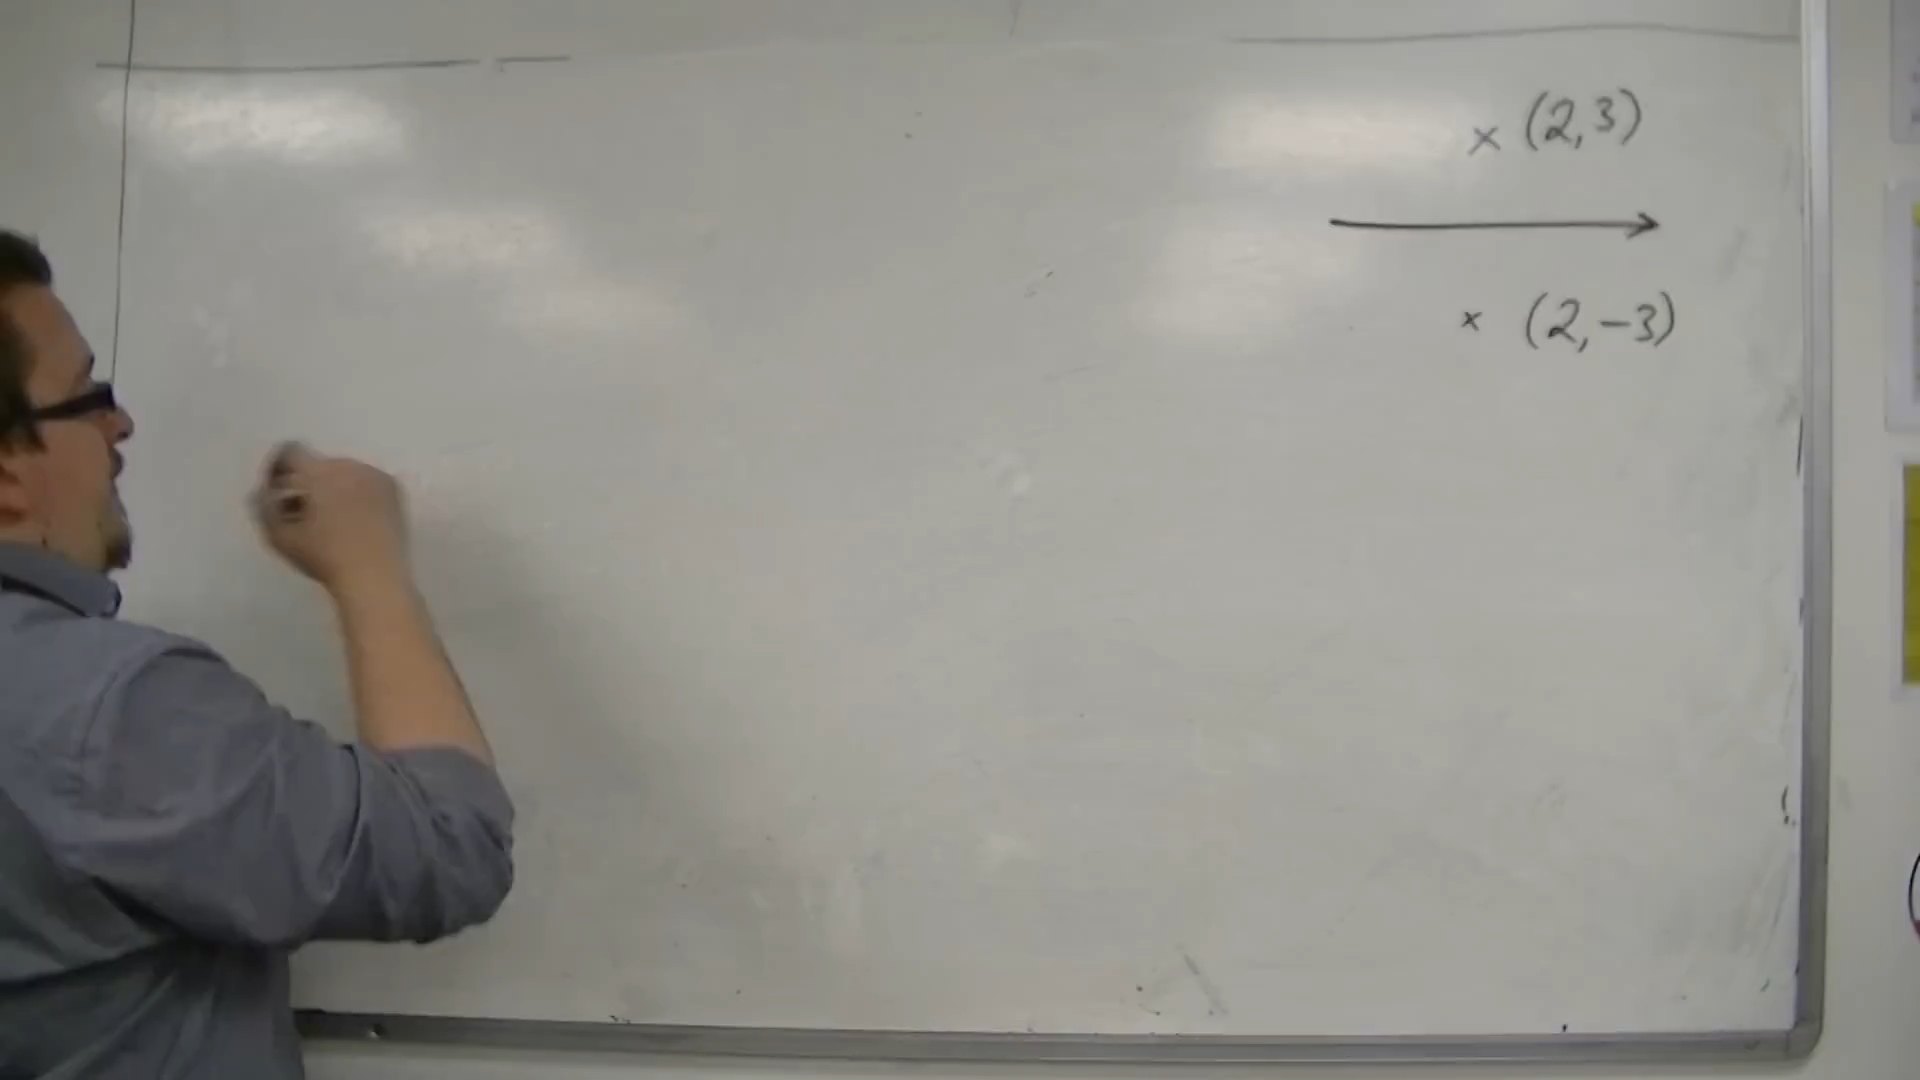 × (2,3)
× (2,-3)